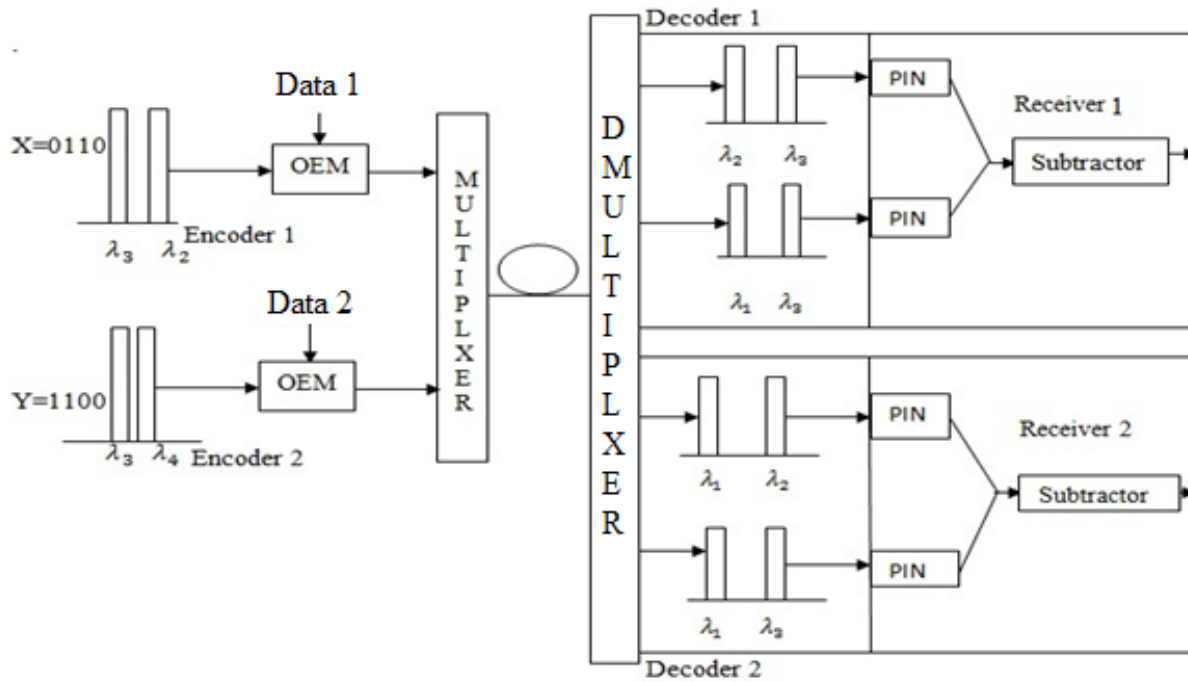 Decoder 1
Data 1
X=0110
OEM
λ₃ λ₂
Encoder 1
Data 2
Y=1100
OEM
λ₃ λ₄
Encoder 2
MULTIPLXER
DMULTIPLXER
λ₂ λ₃
λ₁ λ₃
PIN
PIN
Receiver 1
Subtractor
λ₁ λ₂
λ₁ λ₃
PIN
PIN
Receiver 2
Subtractor
Decoder 2